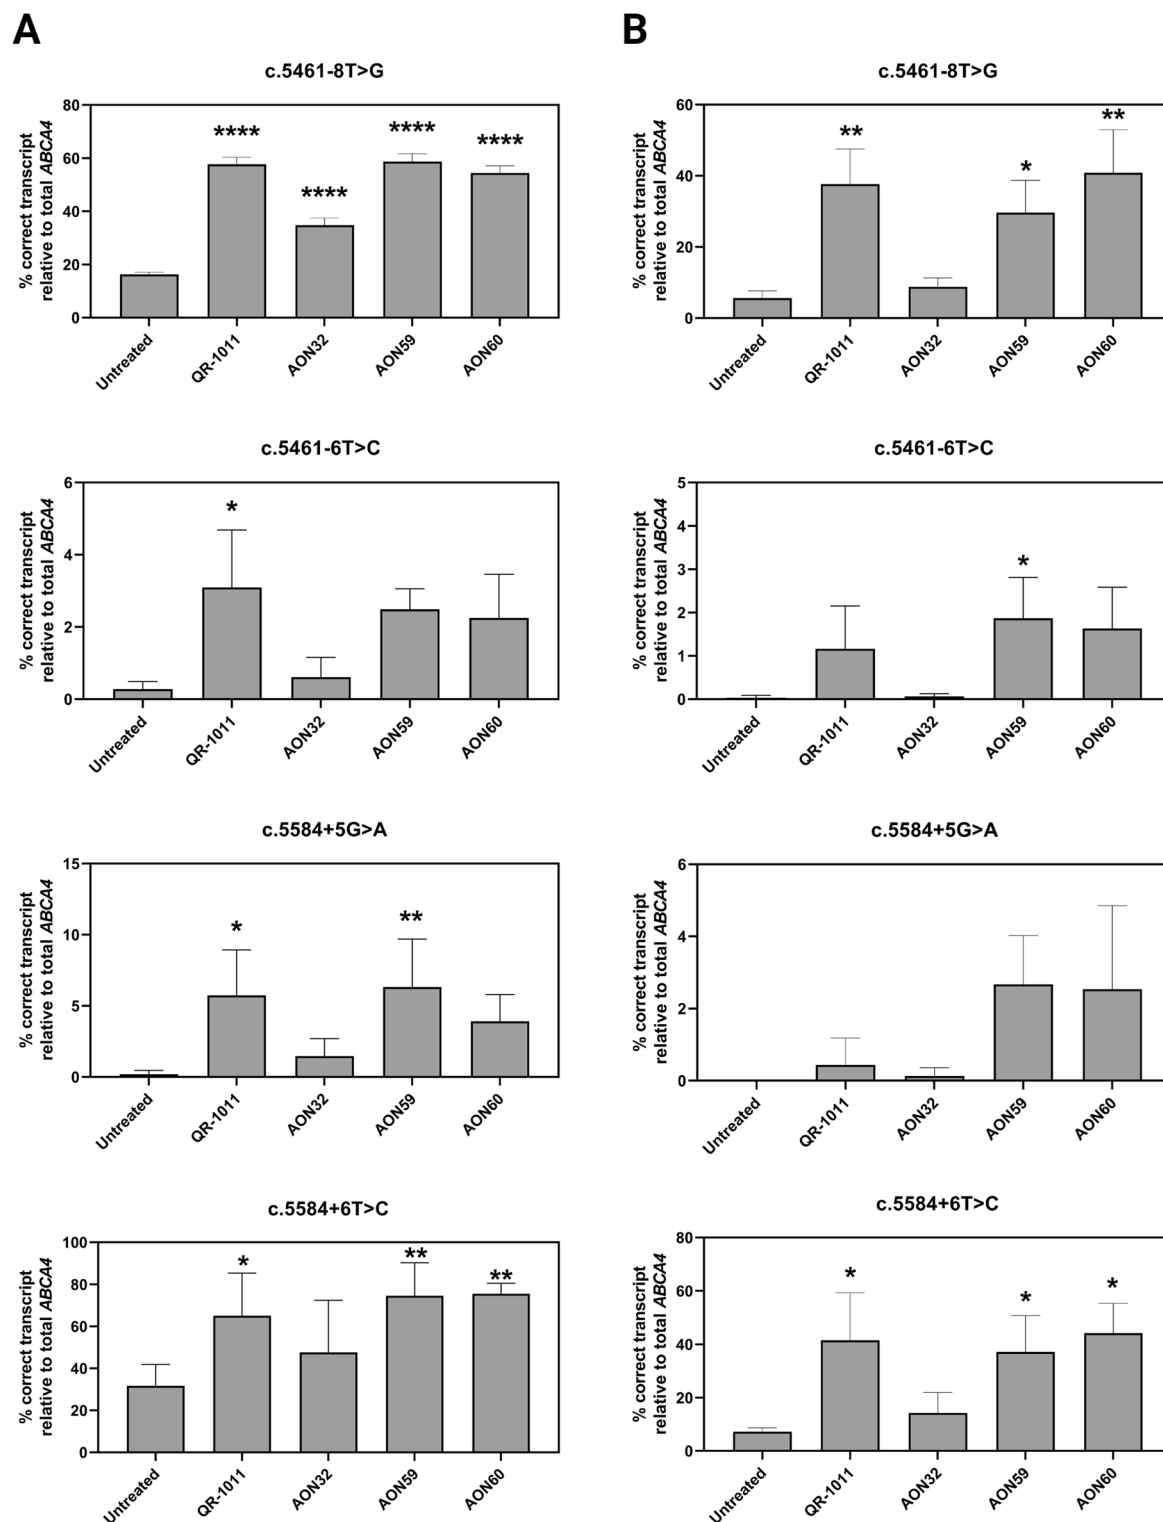 A
c.5461-8T>G
% correct transcript
relative to total ABCA4
80
60
40
20
0
****
****
****
****
Untreated
QR-1011
AON32
AON59
AON60
c.5461-6T>C
% correct transcript
relative to total ABCA4
6
4
2
0
*
Untreated
QR-1011
AON32
AON59
AON60
c.5584+5G>A
% correct transcript
relative to total ABCA4
15
10
5
0
*
**
Untreated
QR-1011
AON32
AON59
AON60
c.5584+6T>C
% correct transcript
relative to total ABCA4
100
80
60
40
20
0
*
**
**
Untreated
QR-1011
AON32
AON59
AON60
B
c.5461-8T>G
% correct transcript
relative to total ABCA4
60
40
20
0
**
*
**
Untreated
QR-1011
AON32
AON59
AON60
c.5461-6T>C
% correct transcript
relative to total ABCA4
5
4
3
2
1
0
*
Untreated
QR-1011
AON32
AON59
AON60
c.5584+5G>A
% correct transcript
relative to total ABCA4
6
4
2
0
Untreated
QR-1011
AON32
AON59
AON60
c.5584+6T>C
% correct transcript
relative to total ABCA4
80
60
40
20
0
*
*
*
Untreated
QR-1011
AON32
AON59
AON60